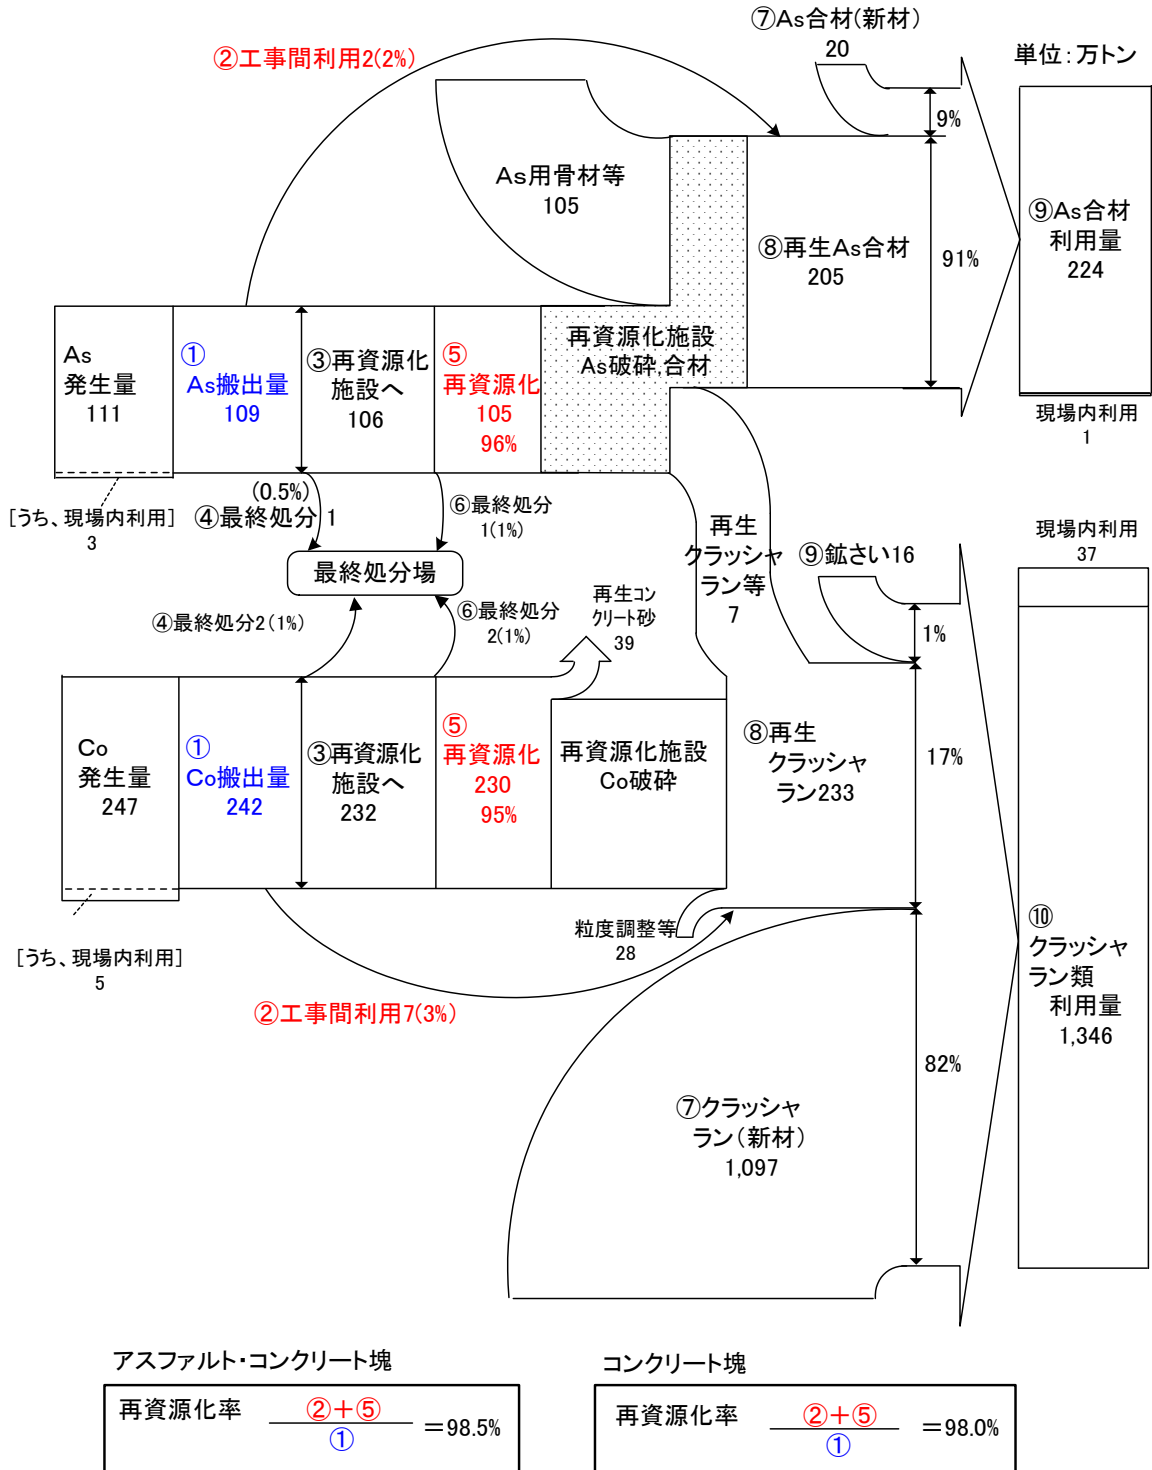 ⑦As合材(新材)
20
②工事間利用2(2%)
単位:万トン
9%
As用骨材等
105
⑧再生As合材
205
91%
⑨As合材
利用量
224
As
発生量
111
①
As搬出量
109
③再資源化
施設へ
106
⑤
再資源化
105
96%
再資源化施設
As破砕,合材
現場内利用
1
[うち、現場内利用]
3
(0.5%)
④最終処分 1
⑥最終処分
1(1%)
最終処分場
再生
クラッシャ
ラン等
7
⑨鉱さい16
現場内利用
37
④最終処分2(1%)
⑥最終処分
2(1%)
再生コン
クリート砂
39
1%
Co
発生量
247
①
Co搬出量
242
③再資源化
施設へ
232
⑤
再資源化
230
95%
再資源化施設
Co破砕
⑧再生
クラッシャ
ラン233
17%
粒度調整等
28
[うち、現場内利用]
5
②工事間利用7(3%)
⑩
クラッシャ
ラン類
利用量
1,346
82%
⑦クラッシャ
ラン(新材)
1,097
アスファルト・コンクリート塊
再資源化率 ②+⑤
① =98.5%
コンクリート塊
再資源化率 ②+⑤
① =98.0%